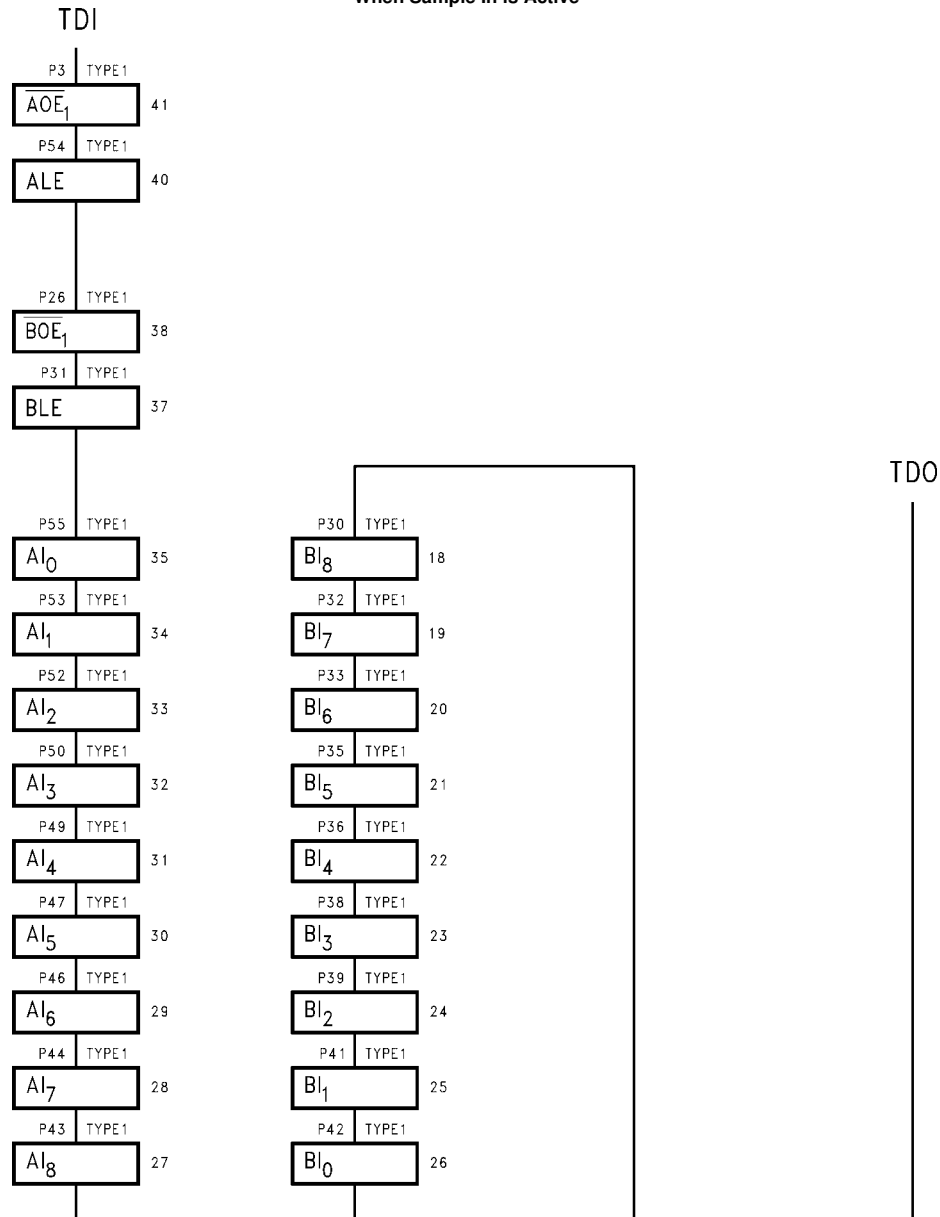 When Sample In Is Active
TDI
P3 TYPE1
AOE1 41
P54 TYPE1
ALE 40
P26 TYPE1
BOE1 38
P31 TYPE1
BLE 37
TDO
P55 TYPE1 P30 TYPE1
AI0 35 BI8 18
P53 TYPE1 P32 TYPE1
AI1 34 BI7 19
P52 TYPE1 P33 TYPE1
AI2 33 BI6 20
P50 TYPE1 P35 TYPE1
AI3 32 BI5 21
P49 TYPE1 P36 TYPE1
AI4 31 BI4 22
P47 TYPE1 P38 TYPE1
AI5 30 BI3 23
P46 TYPE1 P39 TYPE1
AI6 29 BI2 24
P44 TYPE1 P41 TYPE1
AI7 28 BI1 25
P43 TYPE1 P42 TYPE1
AI8 27 BI0 26